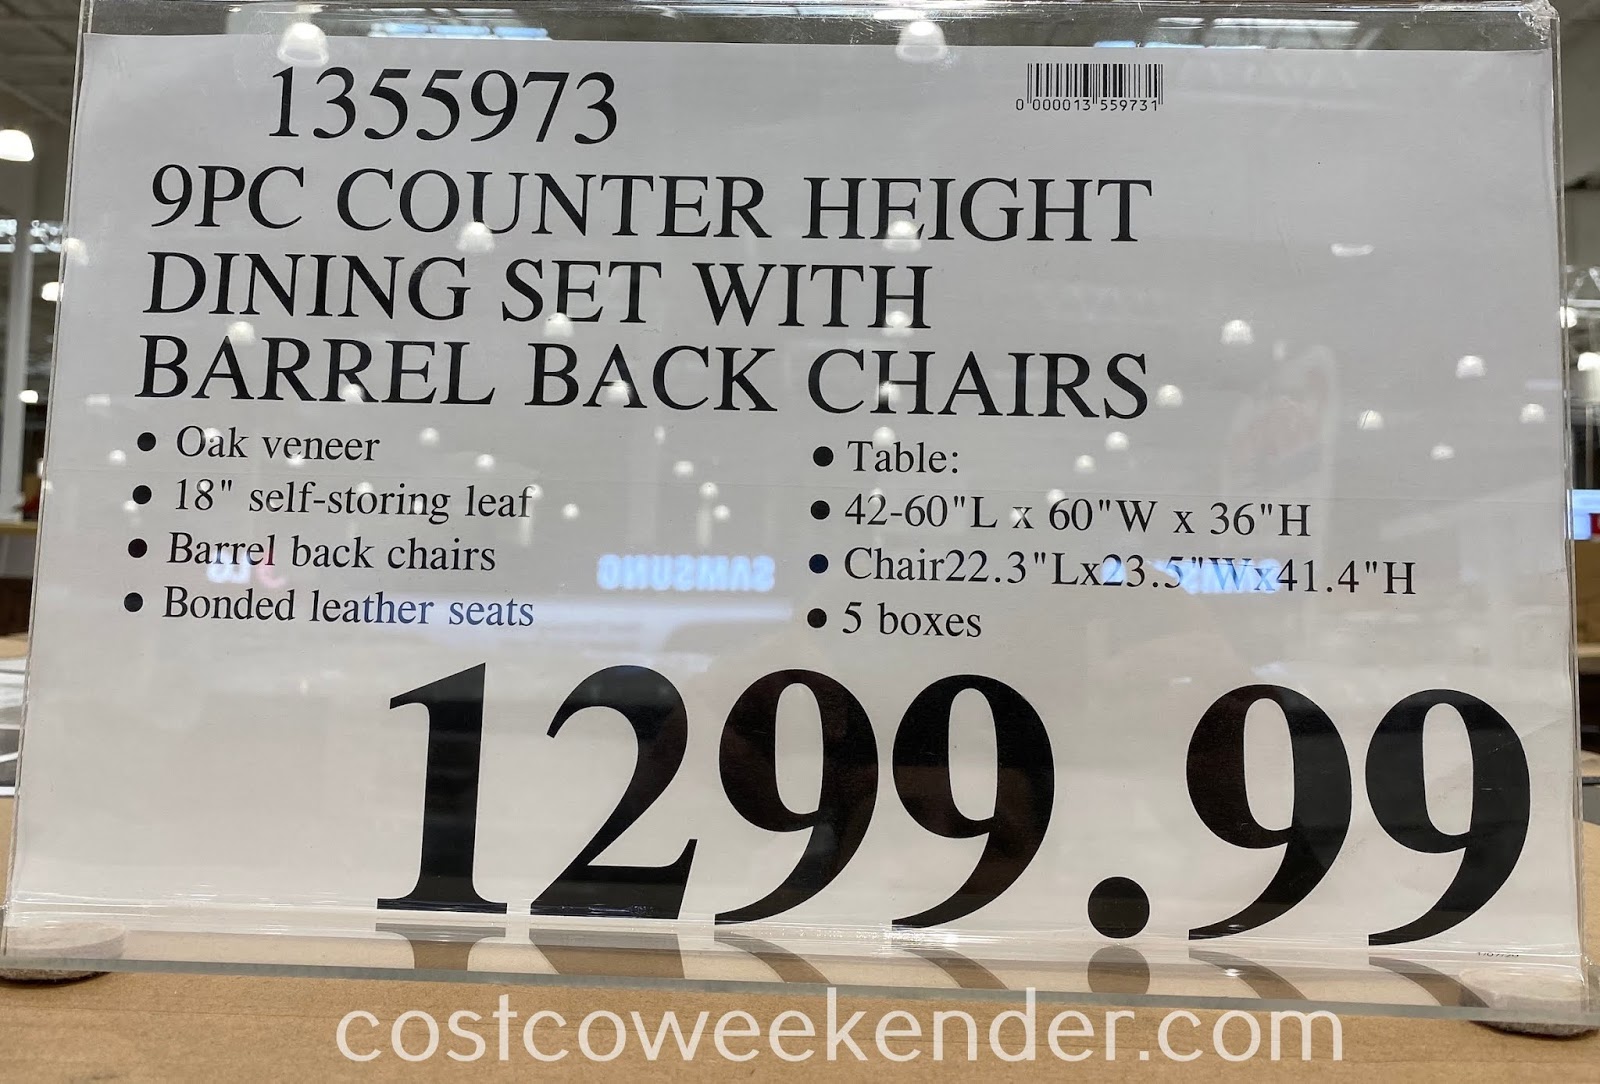 1355973
0 000013 559731
9PC COUNTER HEIGHT
DINING SET WITH
BARREL BACK CHAIRS
• Oak veneer
• 18" self-storing leaf
• Barrel back chairs
• Bonded leather seats
• Table:
• 42-60"L x 60"W x 36"H
• Chair22.3"Lx23.5"Wx41.4"H
• 5 boxes
1299.99
costcoweekender.com